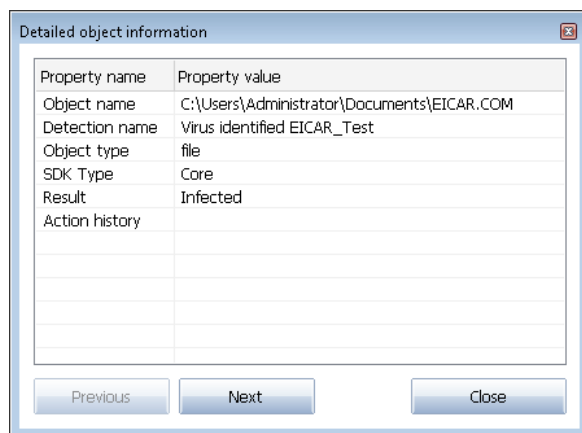 Detailed object information
Property name Property value
Object name C:\Users\Administrator\Documents\EICAR.COM
Detection name Virus identified EICAR_Test
Object type file
SDK Type Core
Result Infected
Action history
Previous Next Close